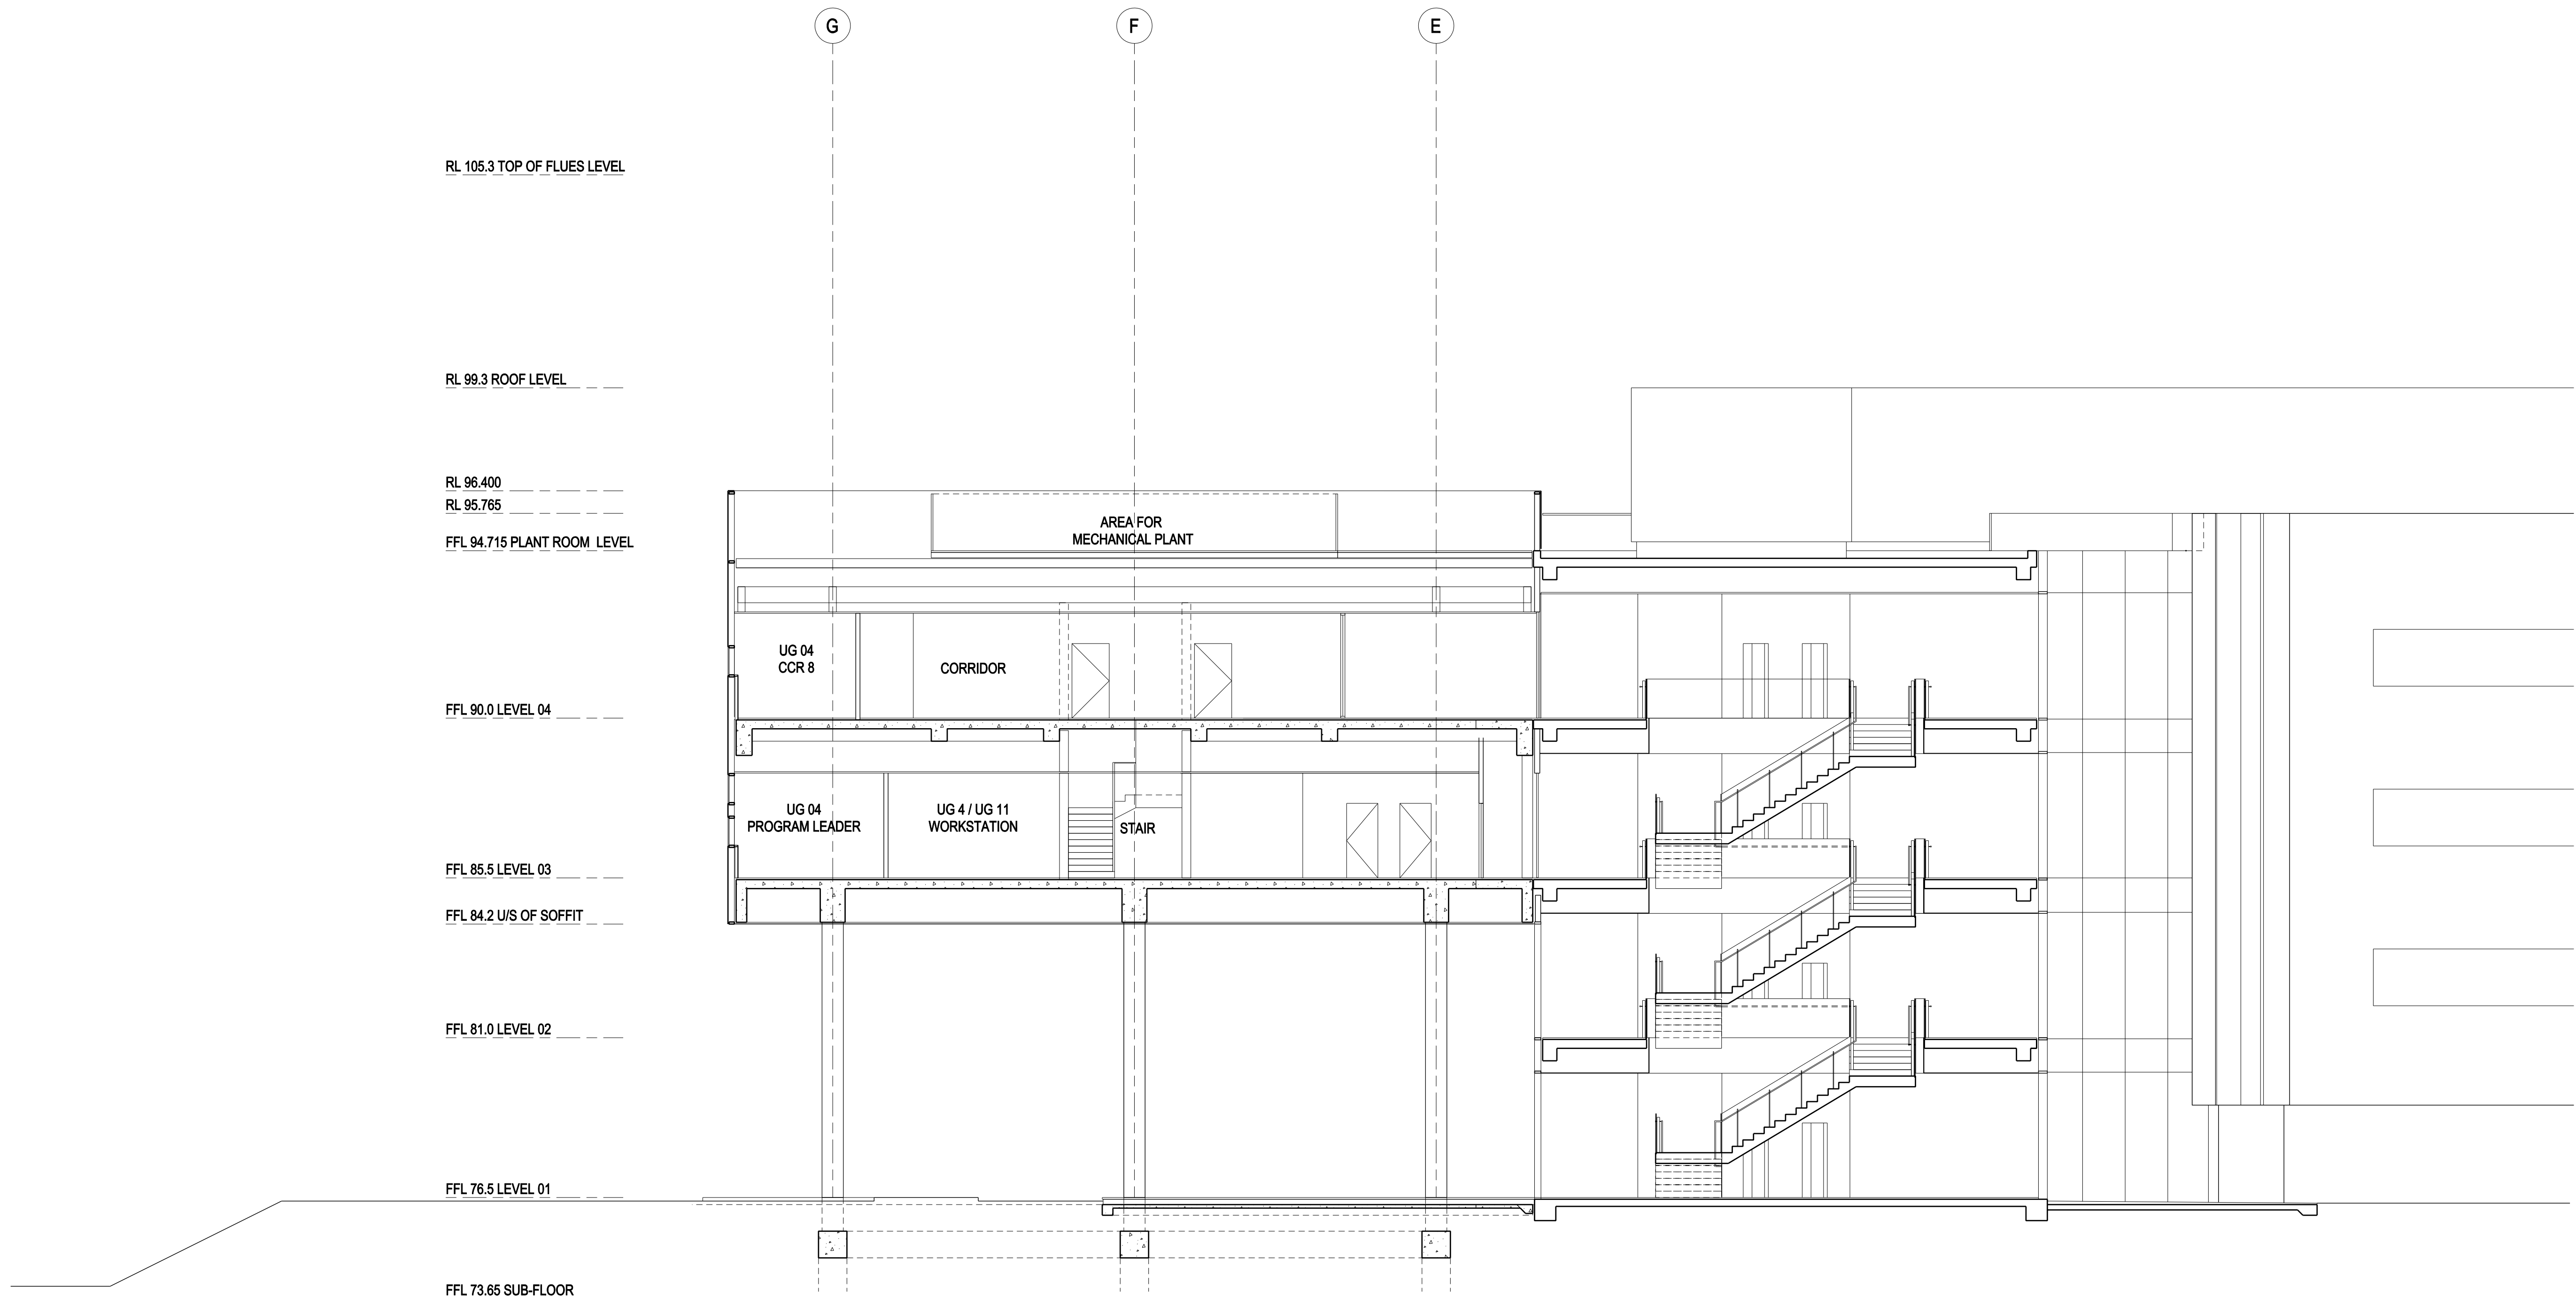 G
F
E
RL 105.3 TOP OF FLUES LEVEL
RL 99.3 ROOF LEVEL
RL 96.400
RL 95.765
AREA FOR
MECHANICAL PLANT
FFL 94.715 PLANT ROOM LEVEL
UG 04
CCR 8
CORRIDOR
FFL 90.0 LEVEL 04
UG 04
PROGRAM LEADER
UG 4 / UG 11
WORKSTATION
STAIR
FFL 85.5 LEVEL 03
FFL 84.2 U/S OF SOFFIT
FFL 81.0 LEVEL 02
FFL 76.5 LEVEL 01
FFL 73.65 SUB-FLOOR